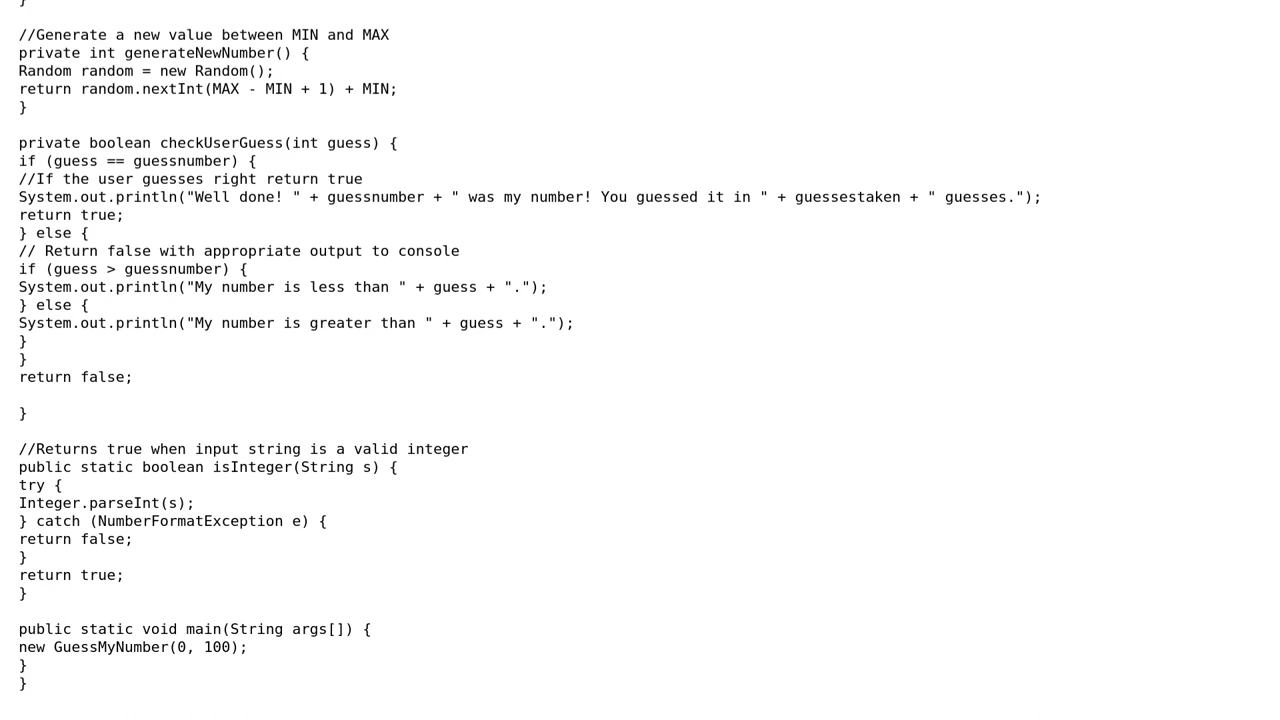 }
//Generate a new value between MIN and MAX
private int generateNewNumber() {
Random random = new Random();
return random.nextInt(MAX - MIN + 1) + MIN;
}
private boolean checkUserGuess(int guess) {
if (guess == guessnumber) {
//If the user guesses right return true
System.out.println("Well done! " + guessnumber + " was my number! You guessed it in " + guessestaken + " guesses.");
return true;
} else {
// Return false with appropriate output to console
if (guess > guessnumber) {
System.out.println("My number is less than " + guess + ".");
} else {
System.out.println("My number is greater than " + guess + ".");
}
}
return false;
}
//Returns true when input string is a valid integer
public static boolean isInteger(String s) {
try {
Integer.parseInt(s);
} catch (NumberFormatException e) {
return false;
}
return true;
}
public static void main(String args[]) {
new GuessMyNumber(0, 100);
}
}